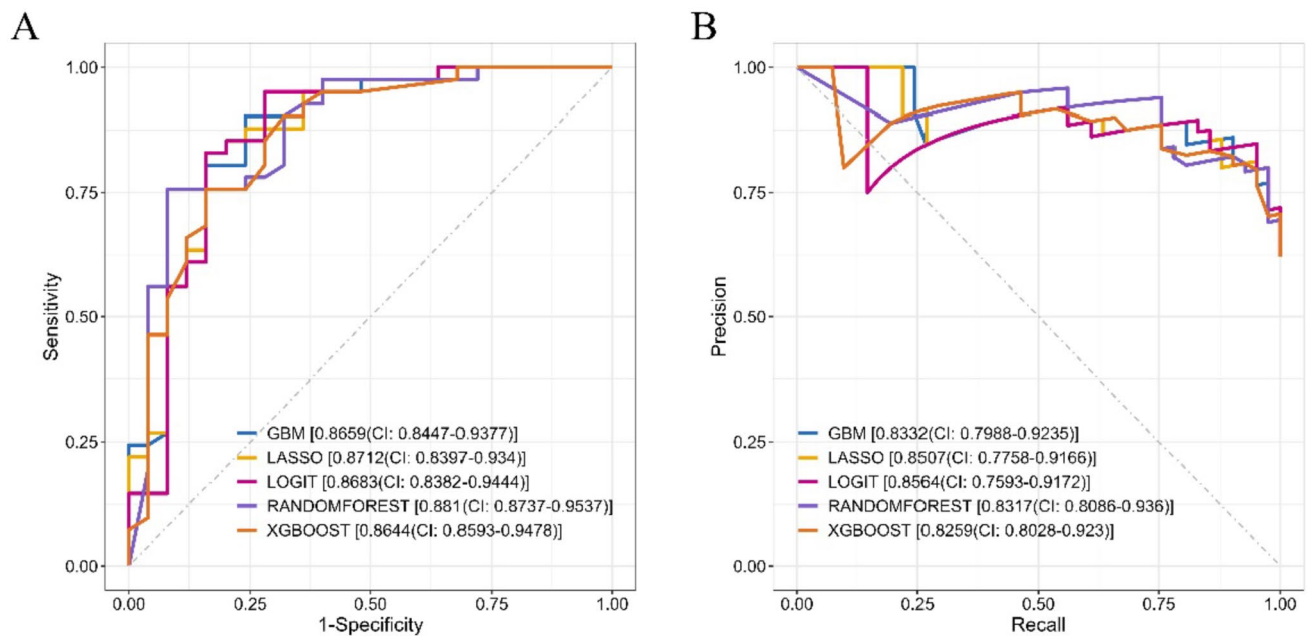 A
1.00
0.75
0.50
0.25
0.00
Sensitivity
GBM [0.8659(CI: 0.8447-0.9377)]
LASSO [0.8712(CI: 0.8397-0.934)]
LOGIT [0.8683(CI: 0.8382-0.9444)]
RANDOMFOREST [0.881(CI: 0.8737-0.9537)]
XGBOOST [0.8644(CI: 0.8593-0.9478)]
0.00 0.25 0.50 0.75 1.00
1-Specificity
B
1.00
0.75
0.50
0.25
0.00
Precision
GBM [0.8332(CI: 0.7988-0.9235)]
LASSO [0.8507(CI: 0.7758-0.9166)]
LOGIT [0.8564(CI: 0.7593-0.9172)]
RANDOMFOREST [0.8317(CI: 0.8086-0.936)]
XGBOOST [0.8259(CI: 0.8028-0.923)]
0.00 0.25 0.50 0.75 1.00
Recall